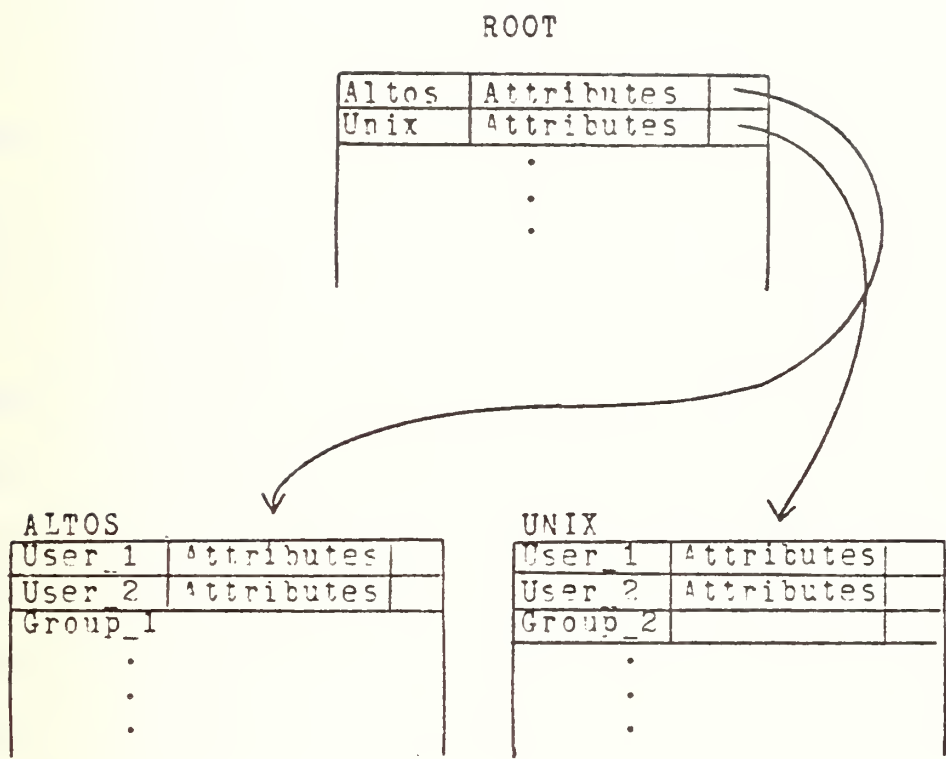 ROOT
Altos Attributes
Unix Attributes
ALTOS
User_1 Attributes
User_2 Attributes
Group_1
UNIX
User_1 Attributes
User_2 Attributes
Group_2